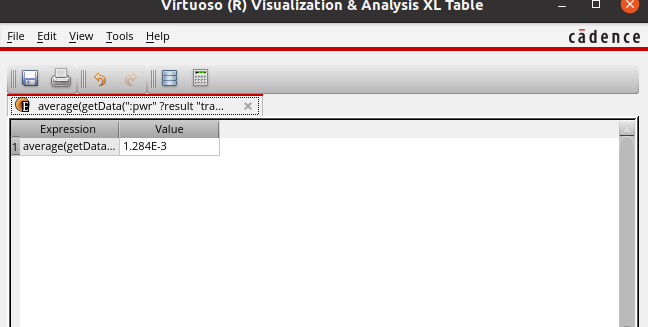 Virtuoso (R) Visualization & Analysis XL Table
File Edit View Tools Help
cādence
average(getData(":pwr" ?result "tra...
Expression Value
1 average(getData... 1.284E-3